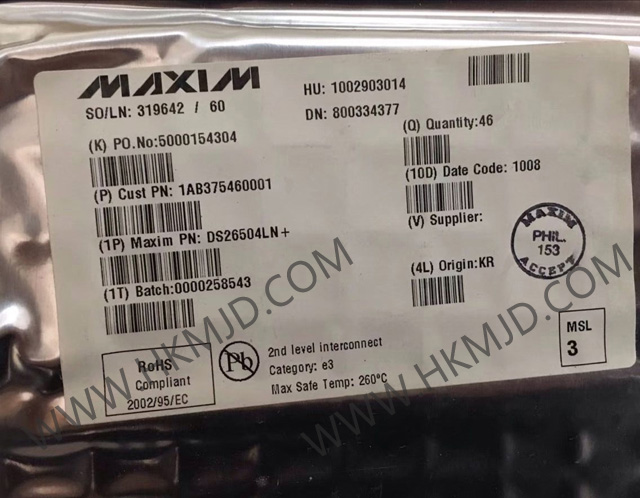 MAXIM
SO/LN: 319642 / 60
HU: 1002903014
DN: 800334377
(K) PO.No:5000154304
(Q) Quantity:46
(P) Cust PN: 1AB375460001
(10D) Date Code: 1008
(1P) Maxim PN: DS26504LN+
(V) Supplier:
(1T) Batch:0000258543
(4L) Origin:KR
MAXIM
PHIL.
153
ACCEPT
RoHS
Compliant
2002/95/EC
Pb
2nd level interconnect
Category: e3
Max Safe Temp: 260°C
MSL
3
WWW.HKMJD.COM
WWW.HKMJD.COM